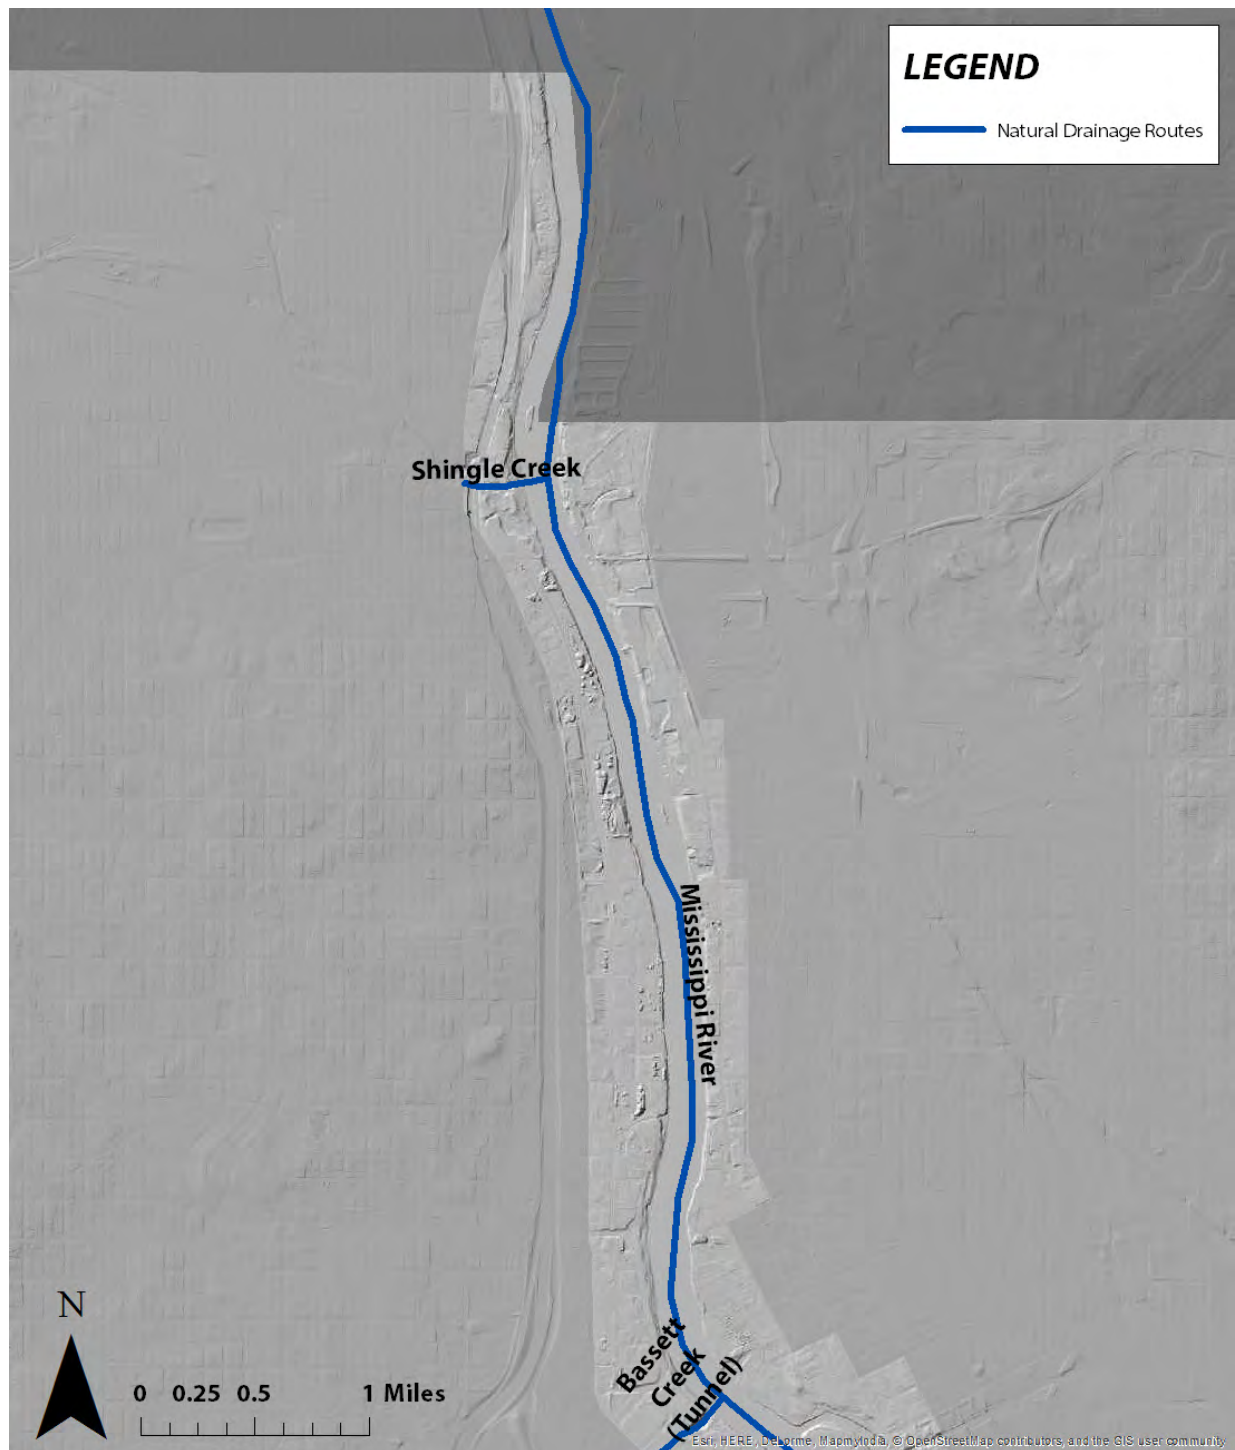 LEGEND
Natural Drainage Routes
Shingle Creek
Mississippi River
Bassett
Creek
(Tunnel)
N
0 0.25 0.5 1 Miles
Esri, HERE, DeLorme, MapmyIndia, © OpenStreetMap contributors, and the GIS user community